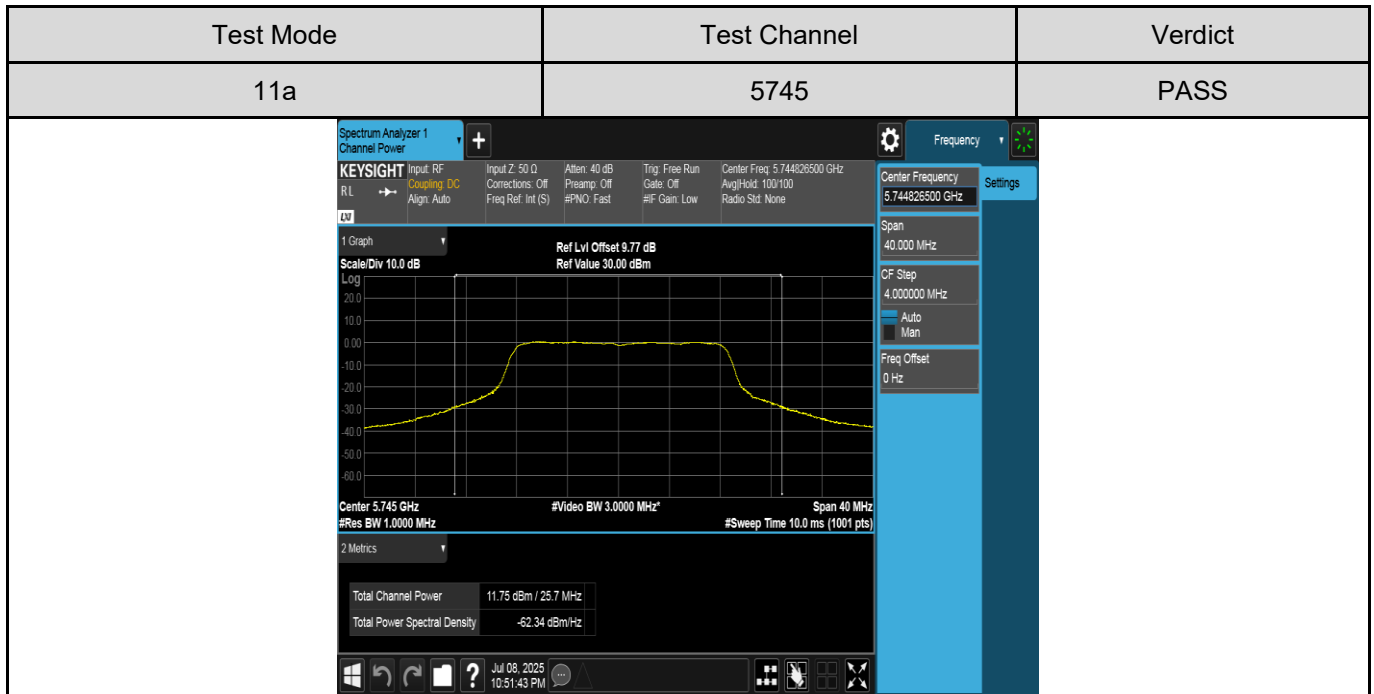 Test Mode Test Channel Verdict
11a 5745 PASS
Spectrum Analyzer 1
Channel Power
Frequency
KEYSIGHT
RL
LXI
Input: RF
Coupling: DC
Align: Auto
Input Z: 50 Ω
Corrections: Off
Freq Ref: Int (S)
Atten: 40 dB
Preamp: Off
#PNO: Fast
Trig: Free Run
Gate: Off
#IF Gain: Low
Center Freq: 5.744826500 GHz
Avg|Hold: 100/100
Radio Std: None
Center Frequency
5.744826500 GHz
Settings
Span
40.000 MHz
CF Step
4.000000 MHz
Auto
Man
Freq Offset
0 Hz
1 Graph
Scale/Div 10.0 dB
Ref Lvl Offset 9.77 dB
Ref Value 30.00 dBm
Log
20.0
10.0
0.00
-10.0
-20.0
-30.0
-40.0
-50.0
-60.0
Center 5.745 GHz #Video BW 3.0000 MHz* Span 40 MHz
#Res BW 1.0000 MHz #Sweep Time 10.0 ms (1001 pts)
2 Metrics
Total Channel Power 11.75 dBm / 25.7 MHz
Total Power Spectral Density -62.34 dBm/Hz
?
Jul 08, 2025
10:51:43 PM